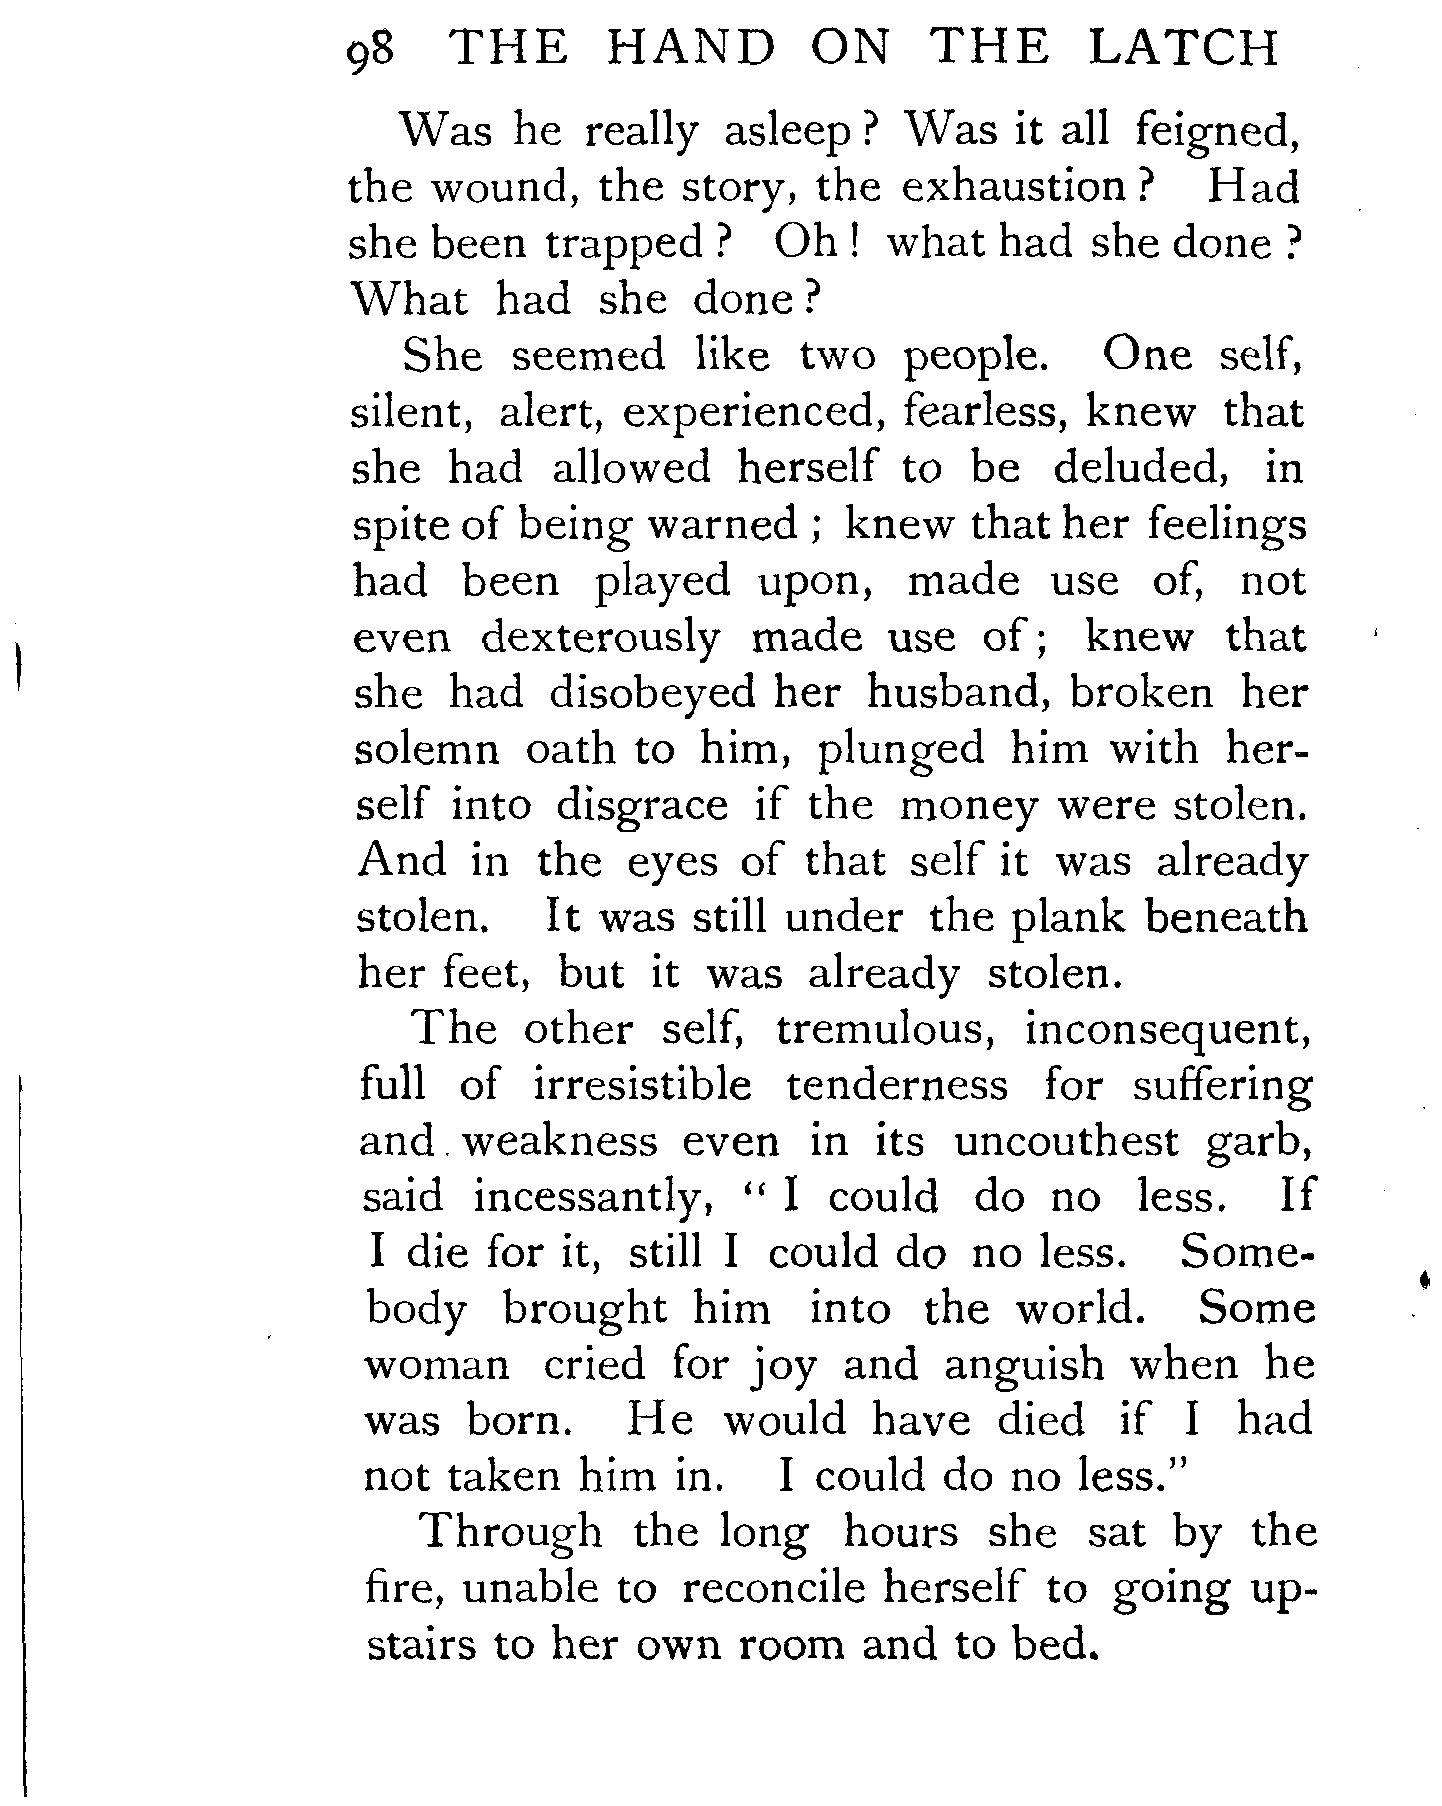 98 THE HAND ON THE LATCH
Was he really asleep? Was it all feigned,
the wound, the story, the exhaustion? Had
she been trapped? Oh! what had she done?
What had she done?
She seemed like two people. One self,
silent, alert, experienced, fearless, knew that
she had allowed herself to be deluded, in
spite of being warned; knew that her feelings
had been played upon, made use of, not
even dexterously made use of; knew that
she had disobeyed her husband, broken her
solemn oath to him, plunged him with her-
self into disgrace if the money were stolen.
And in the eyes of that self it was already
stolen. It was still under the plank beneath
her feet, but it was already stolen.
The other self, tremulous, inconsequent,
full of irresistible tenderness for suffering
and weakness even in its uncouthest garb,
said incessantly, “I could do no less. If
I die for it, still I could do no less. Some-
body brought him into the world. Some
woman cried for joy and anguish when he
was born. He would have died if I had
not taken him in. I could do no less.”
Through the long hours she sat by the
fire, unable to reconcile herself to going up-
stairs to her own room and to bed.